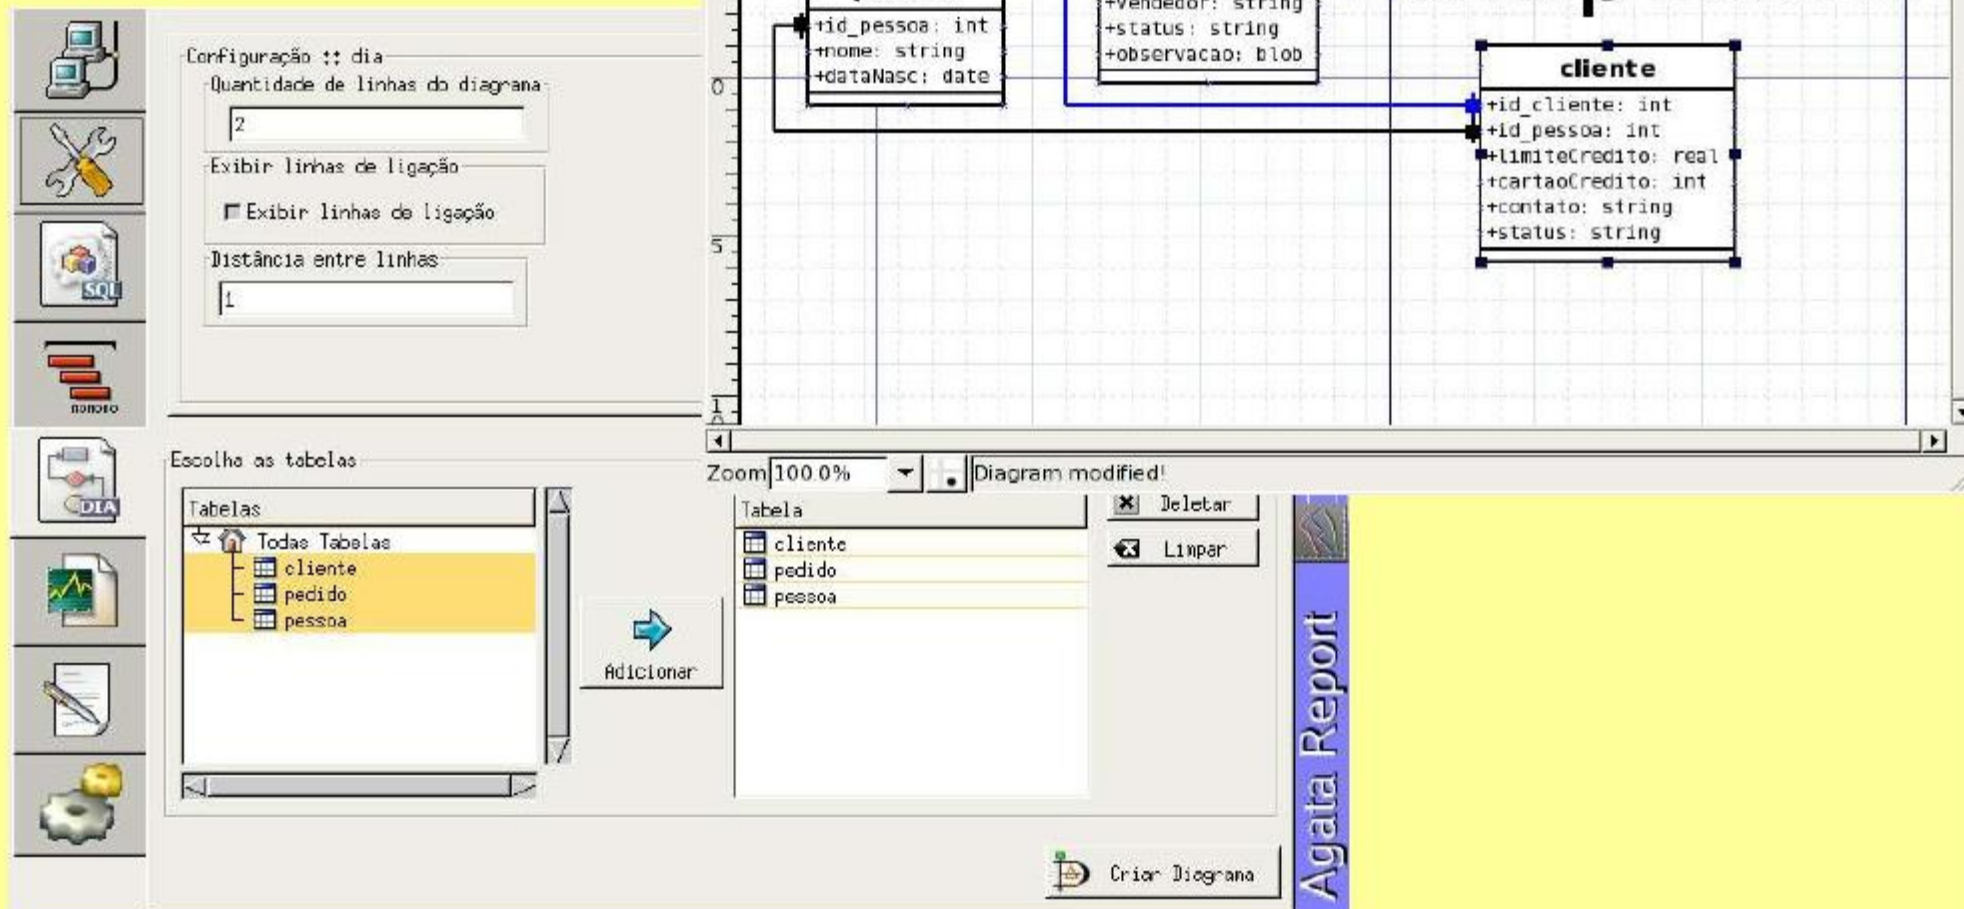 Configuração :: dia
Quantidade de linhas do diagrama
2
Exibir linhas de ligação
Exibir linhas de ligação
Distância entre linhas
1
SQL
DIA
+id_pessoa: int
+nome: string
+dataNasc: date
+vendedor: string
+status: string
+observacao: blob
cliente
+id_cliente: int
+id_pessoa: int
+limiteCredito: real
+cartaoCredito: int
+contato: string
+status: string
0
5
10
Zoom 100.0%
Diagram modified!
Escolha as tabelas
Tabelas
Todas Tabelas
cliente
pedido
pessoa
Adicionar
Tabela
cliente
pedido
pessoa
Deletar
Limpar
Criar Diagrama
Agata Report